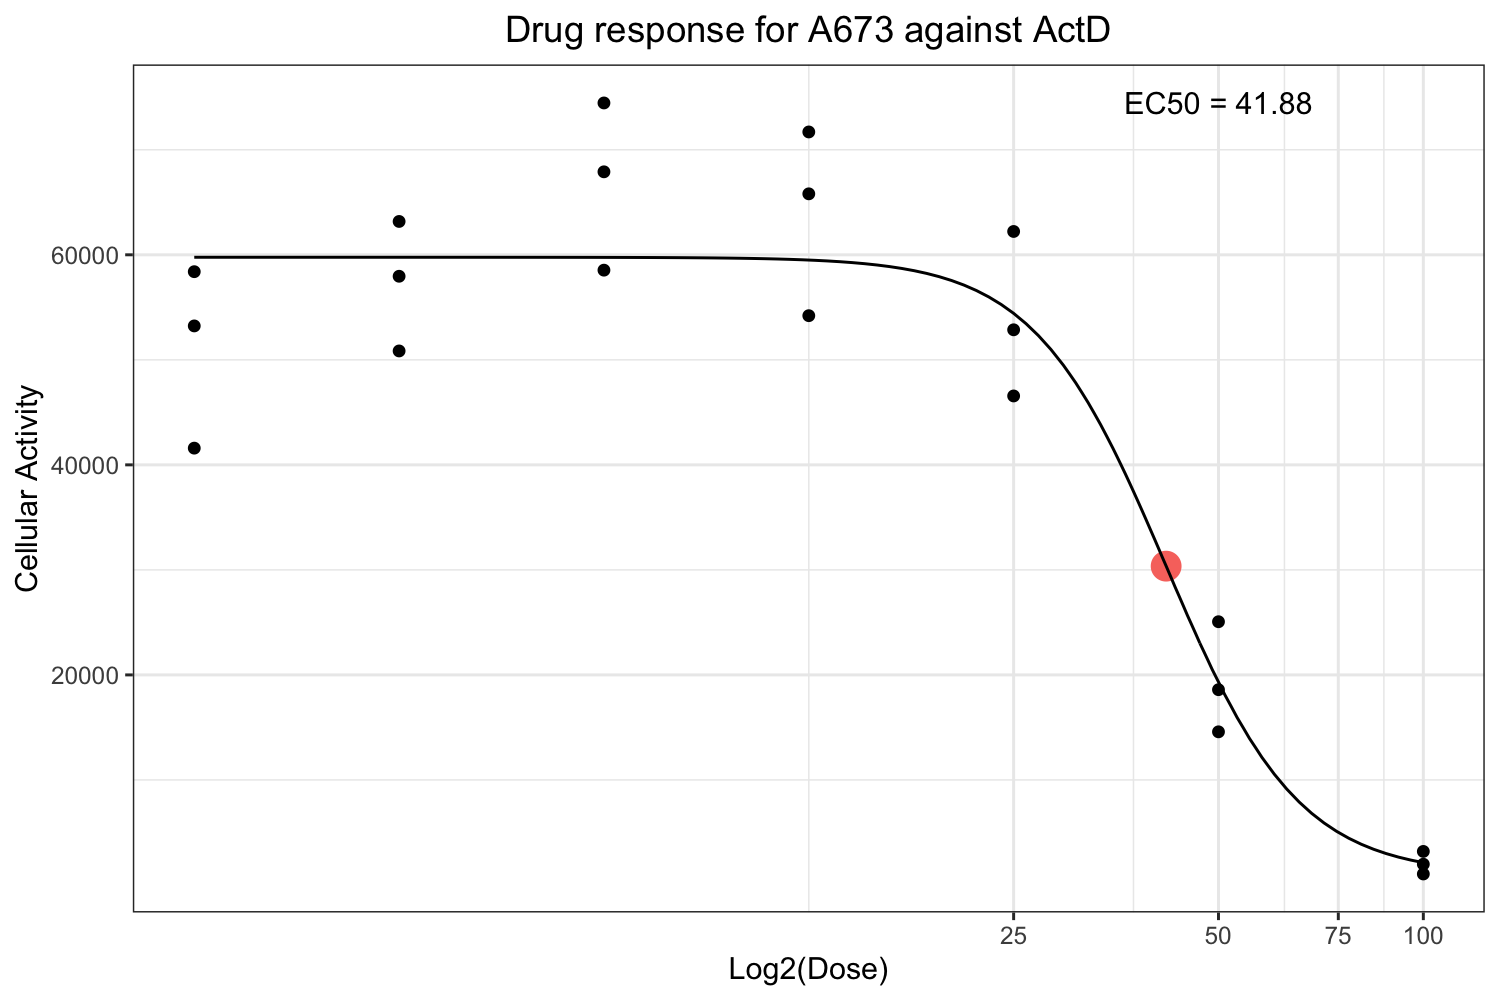 Drug response for A673 against ActD
EC50 = 41.88
Cellular Activity
60000
40000
20000
25 50 75 100
Log2(Dose)